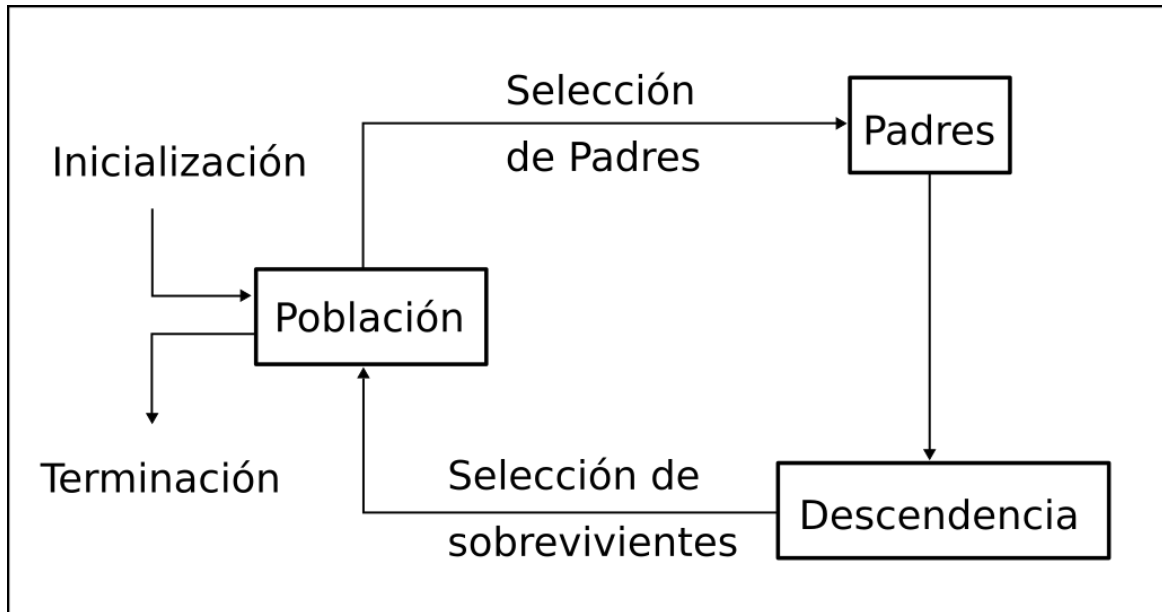 Selección
de Padres
Padres
Inicialización
Población
Terminación
Selección de
sobrevivientes
Descendencia